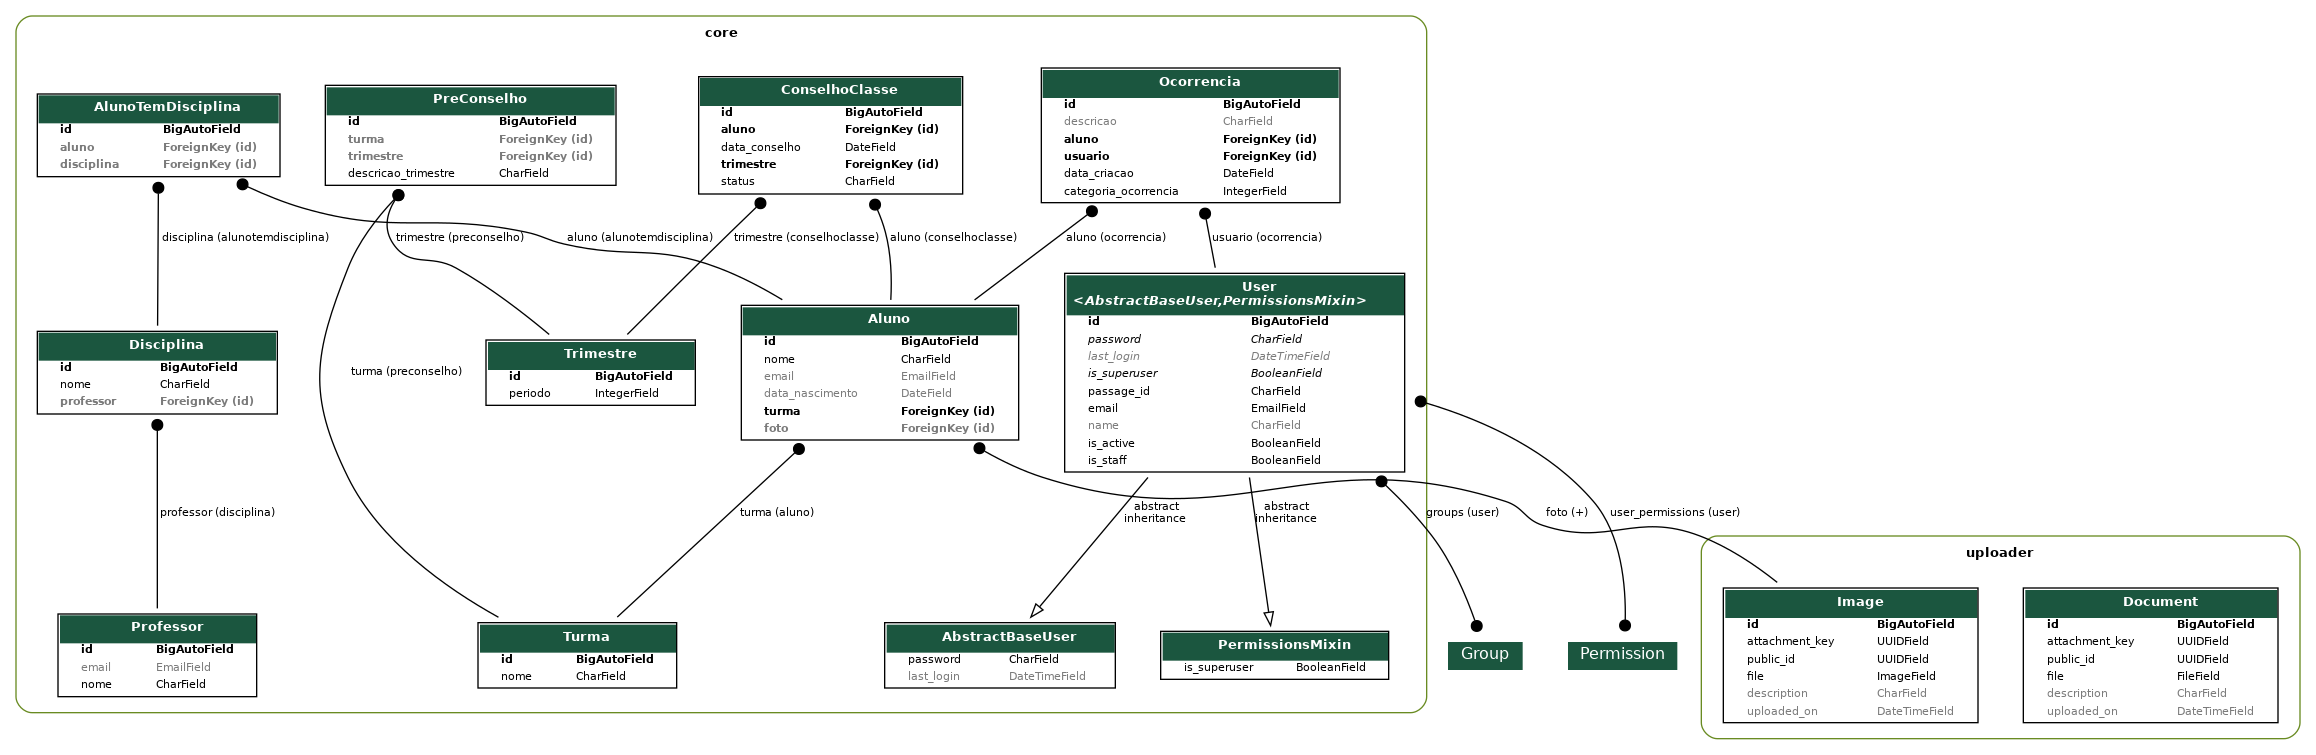 core
AlunoTemDisciplina
id BigAutoField
aluno ForeignKey (id)
disciplina ForeignKey (id)
PreConselho
id BigAutoField
turma ForeignKey (id)
trimestre ForeignKey (id)
descricao_trimestre CharField
ConselhoClasse
id BigAutoField
aluno ForeignKey (id)
data_conselho DateField
trimestre ForeignKey (id)
status CharField
Ocorrencia
id BigAutoField
descricao CharField
aluno ForeignKey (id)
usuario ForeignKey (id)
data_criacao DateField
categoria_ocorrencia IntegerField
disciplina (alunotemdisciplina)
trimestre (preconselho)
aluno (alunotemdisciplina)
trimestre (conselhoclasse)
aluno (conselhoclasse)
aluno (ocorrencia)
usuario (ocorrencia)
Disciplina
id BigAutoField
nome CharField
professor ForeignKey (id)
turma (preconselho)
Trimestre
id BigAutoField
periodo IntegerField
Aluno
id BigAutoField
nome CharField
email EmailField
data_nascimento DateField
turma ForeignKey (id)
foto ForeignKey (id)
User
<AbstractBaseUser,PermissionsMixin>
id BigAutoField
password CharField
last_login DateTimeField
is_superuser BooleanField
passage_id CharField
email EmailField
name CharField
is_active BooleanField
is_staff BooleanField
professor (disciplina)
turma (aluno)
abstract
inheritance
abstract
inheritance
groups (user)
foto (+)
user_permissions (user)
Professor
id BigAutoField
email EmailField
nome CharField
Turma
id BigAutoField
nome CharField
AbstractBaseUser
password CharField
last_login DateTimeField
PermissionsMixin
is_superuser BooleanField
Group
Permission
uploader
Image
id BigAutoField
attachment_key UUIDField
public_id UUIDField
file ImageField
description CharField
uploaded_on DateTimeField
Document
id BigAutoField
attachment_key UUIDField
public_id UUIDField
file FileField
description CharField
uploaded_on DateTimeField